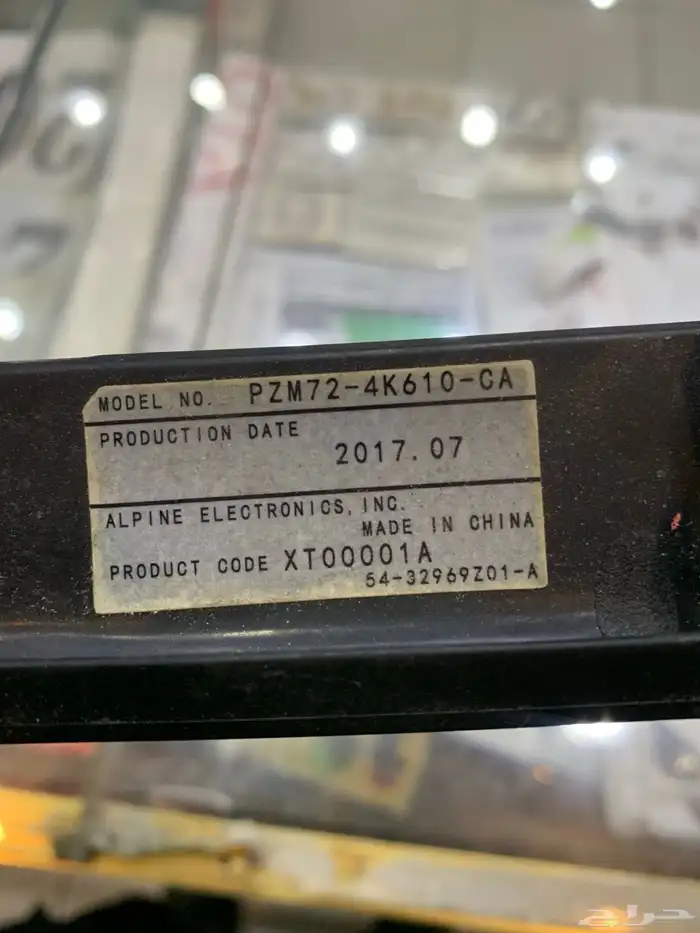 MODEL NO. PZM72-4K610-CA
PRODUCTION DATE
2017.07
ALPINE ELECTRONICS, INC.
MADE IN CHINA
PRODUCT CODE XT00001A
54-32969Z01-A
حراج